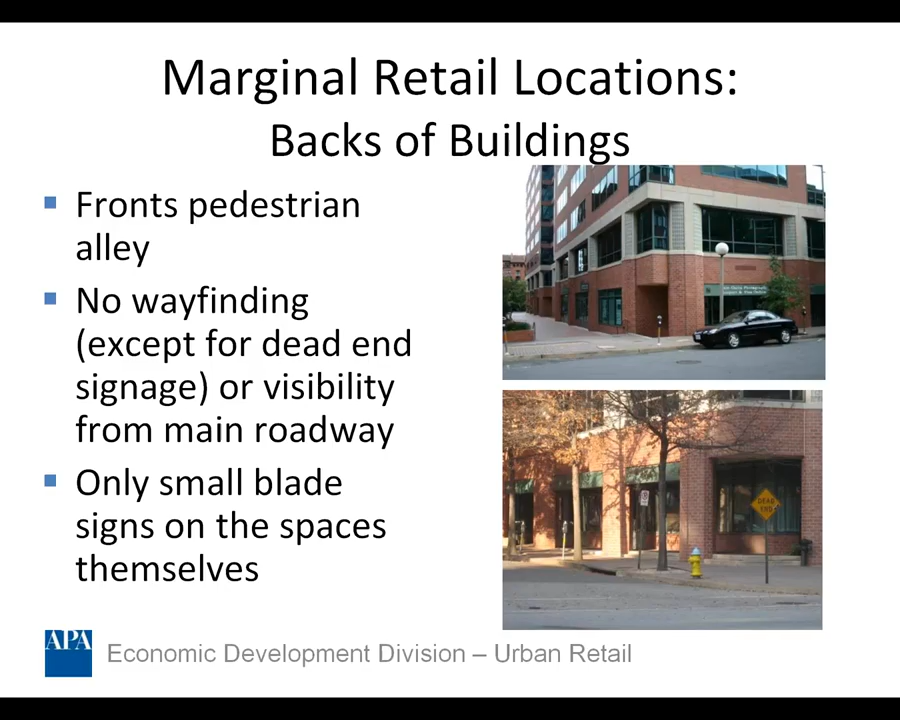 Marginal Retail Locations:
Backs of Buildings
Fronts pedestrian
alley
No wayfinding
(except for dead end
signage) or visibility
from main roadway
Only small blade
signs on the spaces
themselves
DEAD
END
APA
Economic Development Division – Urban Retail